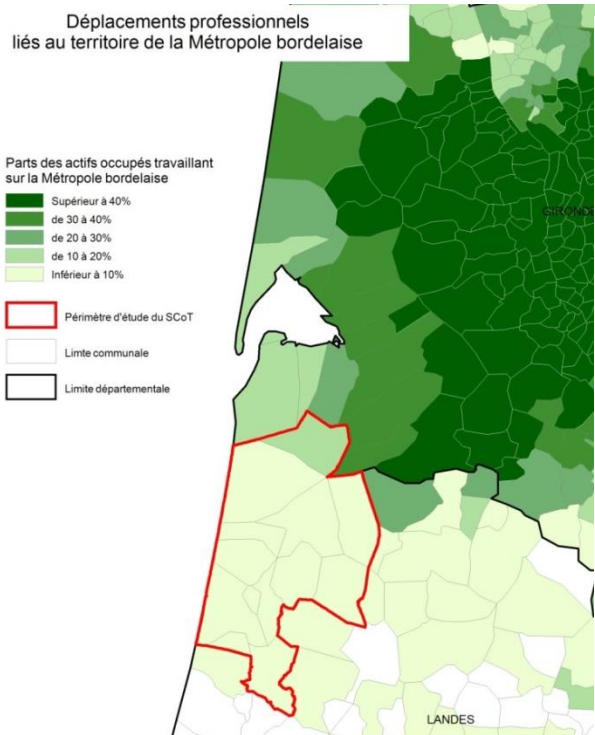 Déplacements professionnels
liés au territoire de la Métropole bordelaise
Parts des actifs occupés travaillant
sur la Métropole bordelaise
Supérieur à 40%
de 30 à 40%
de 20 à 30%
de 10 à 20%
Inférieur à 10%
Périmètre d'étude du SCoT
Limte communale
Limite départementale
GIRONDE
LANDES